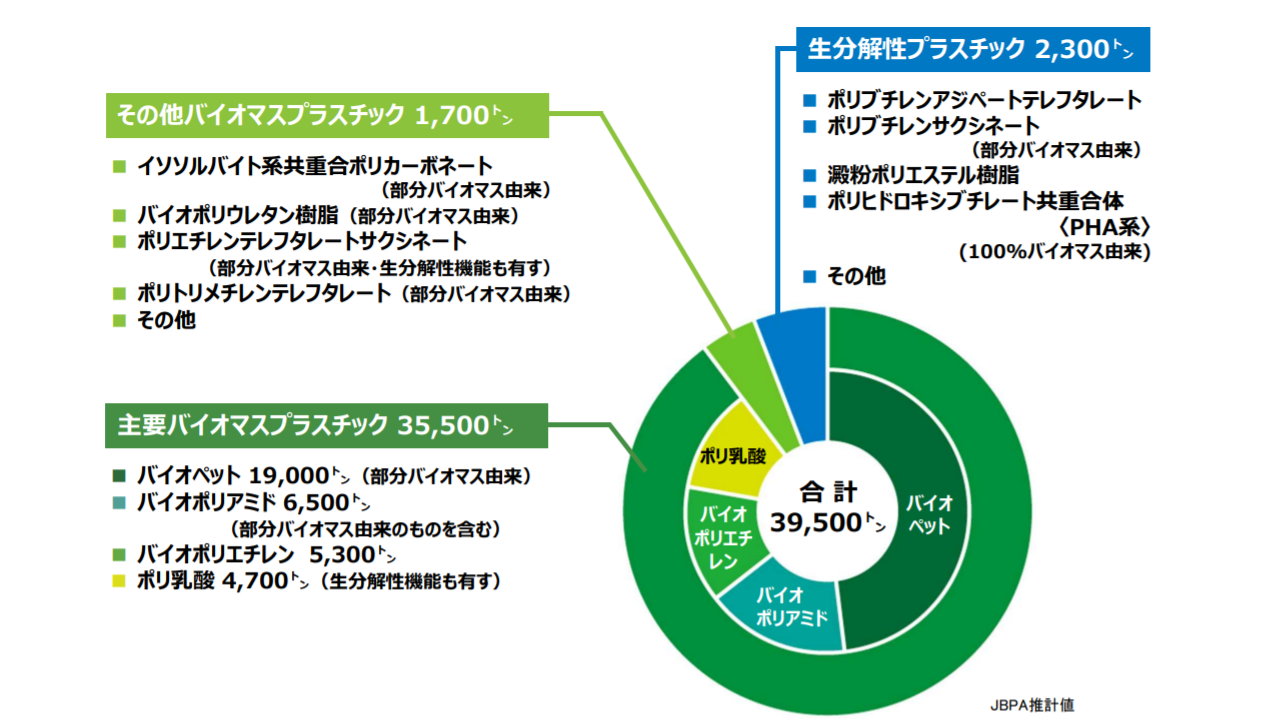 生分解性プラスチック 2,300トン
■ ポリブチレンアジペートテレフタレート
■ ポリブチレンサクシネート
（部分バイオマス由来）
■ 澱粉ポリエステル樹脂
■ ポリヒドロキシブチレート共重合体
〈PHA系〉
(100%バイオマス由来)
■ その他
その他バイオマスプラスチック 1,700トン
■ イソソルバイト系共重合ポリカーボネート
（部分バイオマス由来）
■ バイオポリウレタン樹脂（部分バイオマス由来）
■ ポリエチレンテレフタレートサクシネート
（部分バイオマス由来･生分解性機能も有す）
■ ポリトリメチレンテレフタレート（部分バイオマス由来）
■ その他
主要バイオマスプラスチック 35,500トン
■ バイオペット 19,000トン（部分バイオマス由来）
■ バイオポリアミド 6,500トン
（部分バイオマス由来のものを含む）
■ バイオポリエチレン 5,300トン
■ ポリ乳酸 4,700トン（生分解性機能も有す）
ポリ乳酸
バイオ
ポリエチ
レン
バイオ
ポリアミド
バイオ
ペット
合 計
39,500トン
JBPA推計値